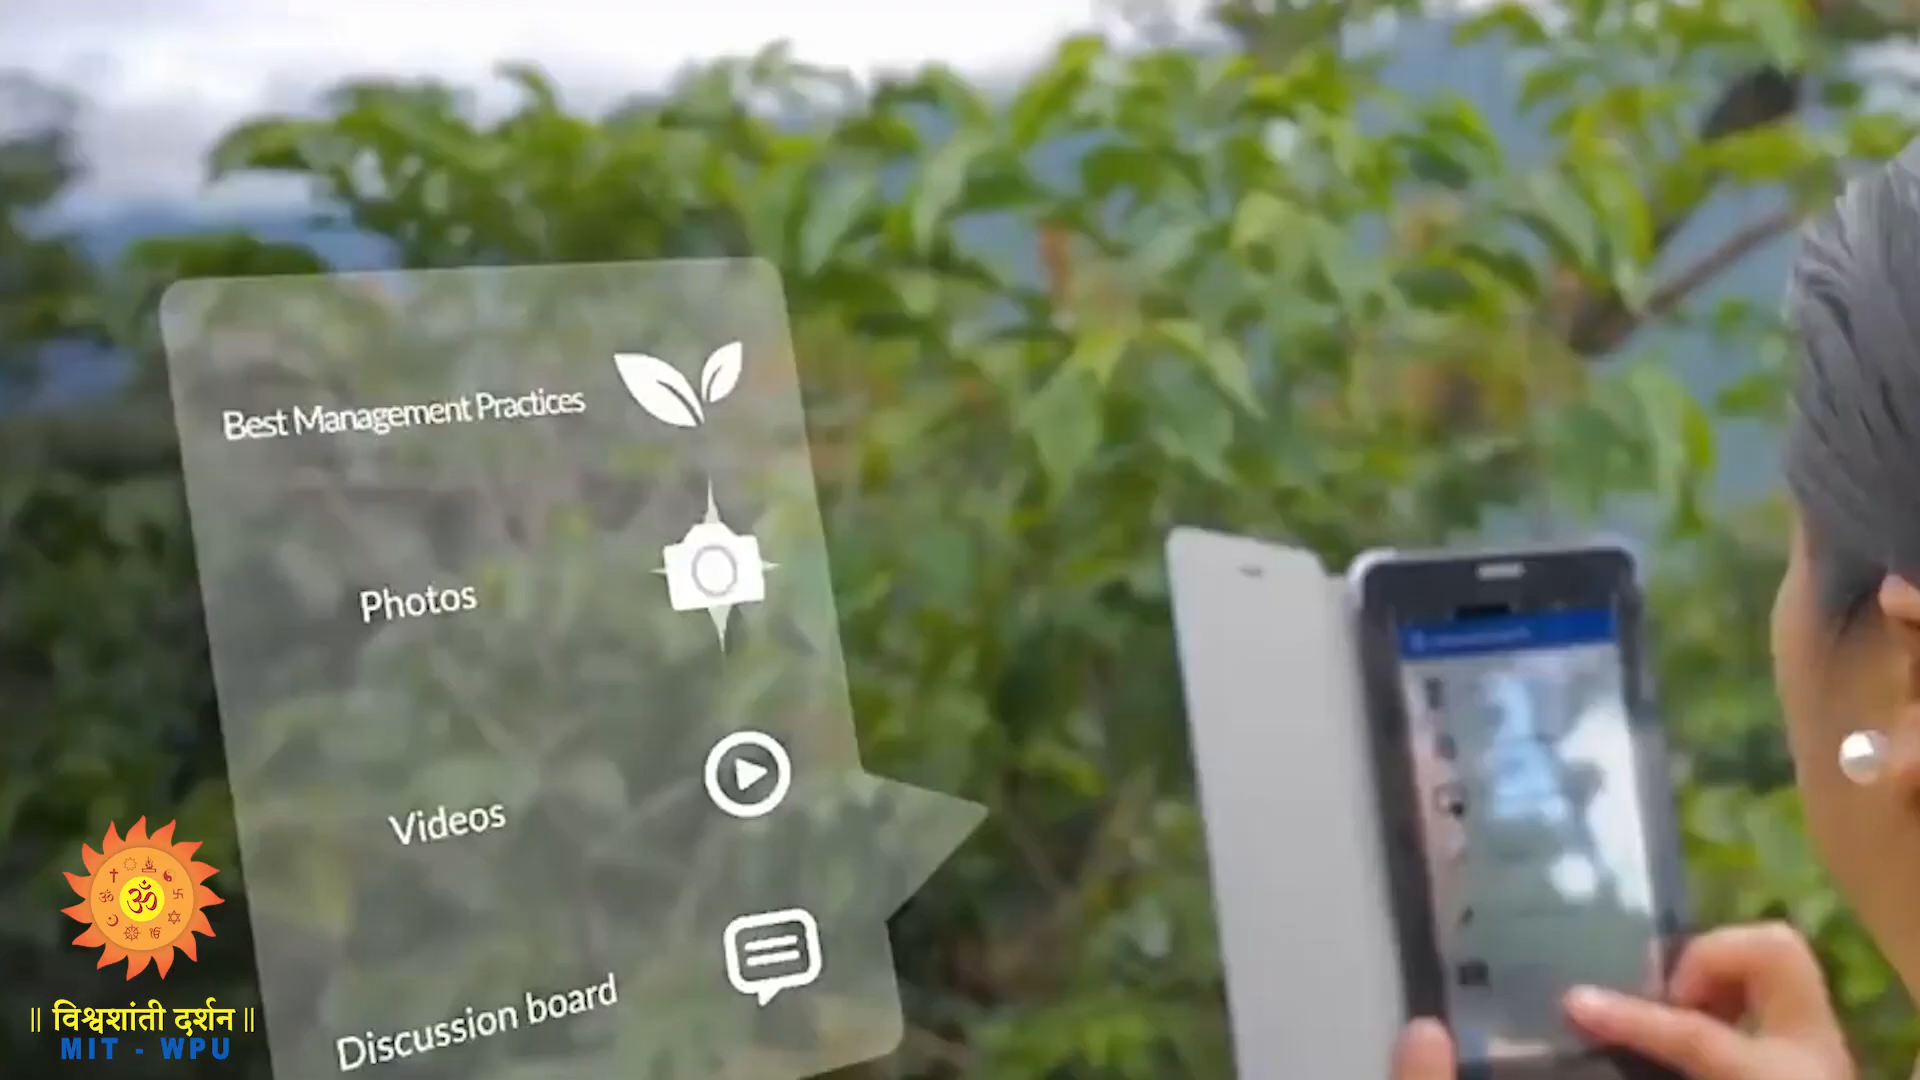 Best Management Practices
Photos
Videos
Discussion board
॥ विश्वशांती दर्शन ॥
MIT - WPU